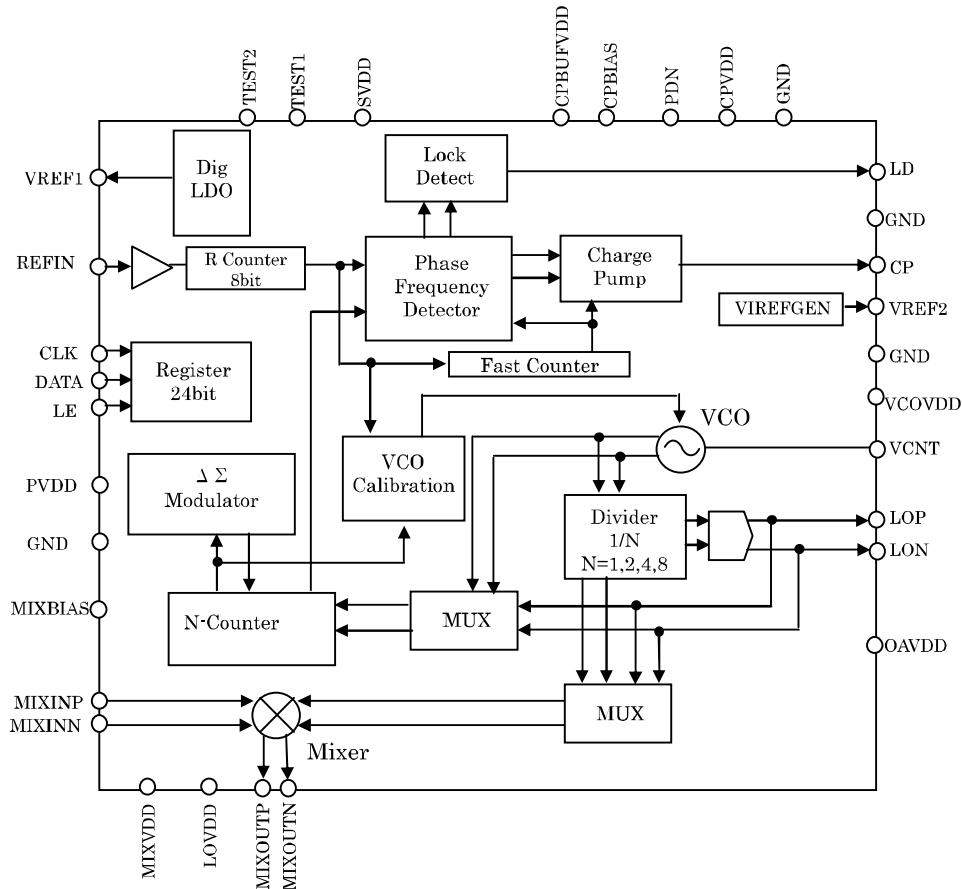 TEST2
TEST1
SVDD
CPBUFVDD
CPBIAS
PDN
CPVDD
GND
Dig
LDO
Lock
Detect
VREF1
LD
GND
REFIN
R Counter
8bit
Phase
Frequency
Detector
Charge
Pump
CP
VIREFGEN
VREF2
CLK
DATA
LE
Register
24bit
Fast Counter
GND
VCOVDD
VCO
VCNT
VCO
Calibration
Δ Σ
Modulator
PVDD
GND
Divider
1/N
N=1,2,4,8
LOP
LON
MIXBIAS
N-Counter
MUX
OAVDD
MIXINP
MIXINN
Mixer
MUX
MIXVDD
LOVDD
MIXOUTP
MIXOUTN